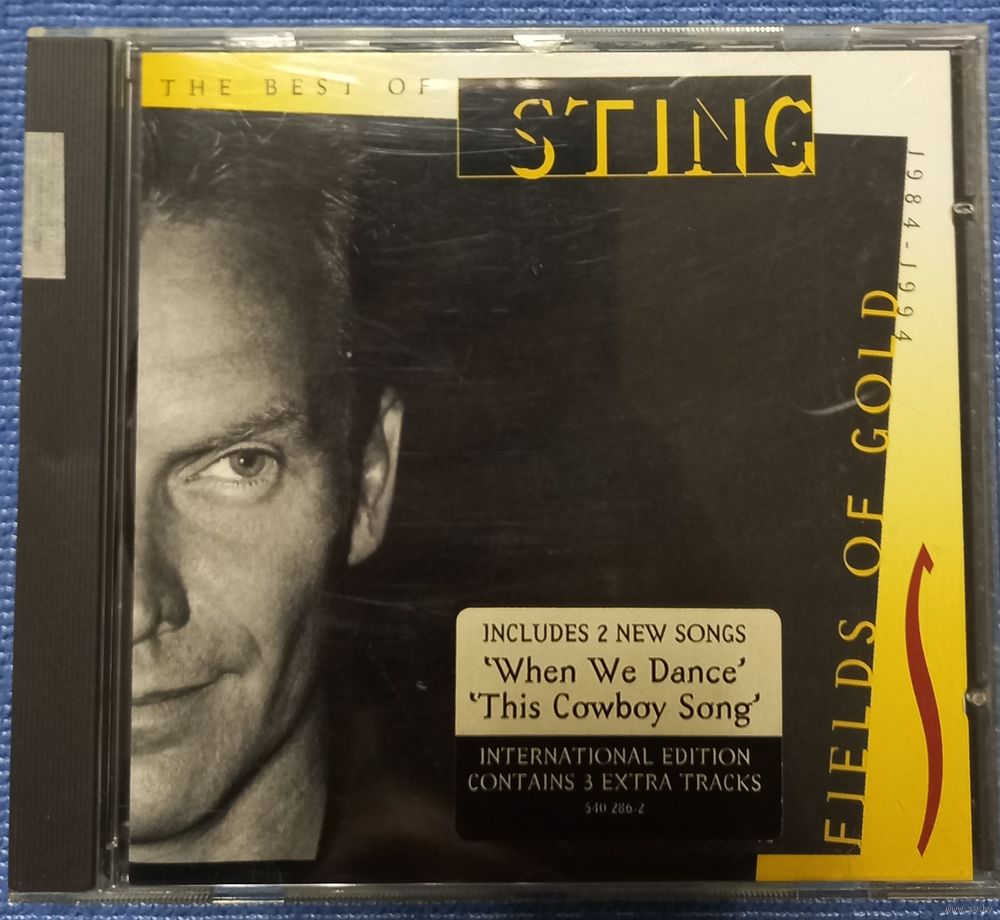 THE BEST OF
STING
1984-1994
FIELDS OF GOLD
INCLUDES 2 NEW SONGS
'When We Dance'
'This Cowboy Song'
INTERNATIONAL EDITION
CONTAINS 3 EXTRA TRACKS
540 286-2